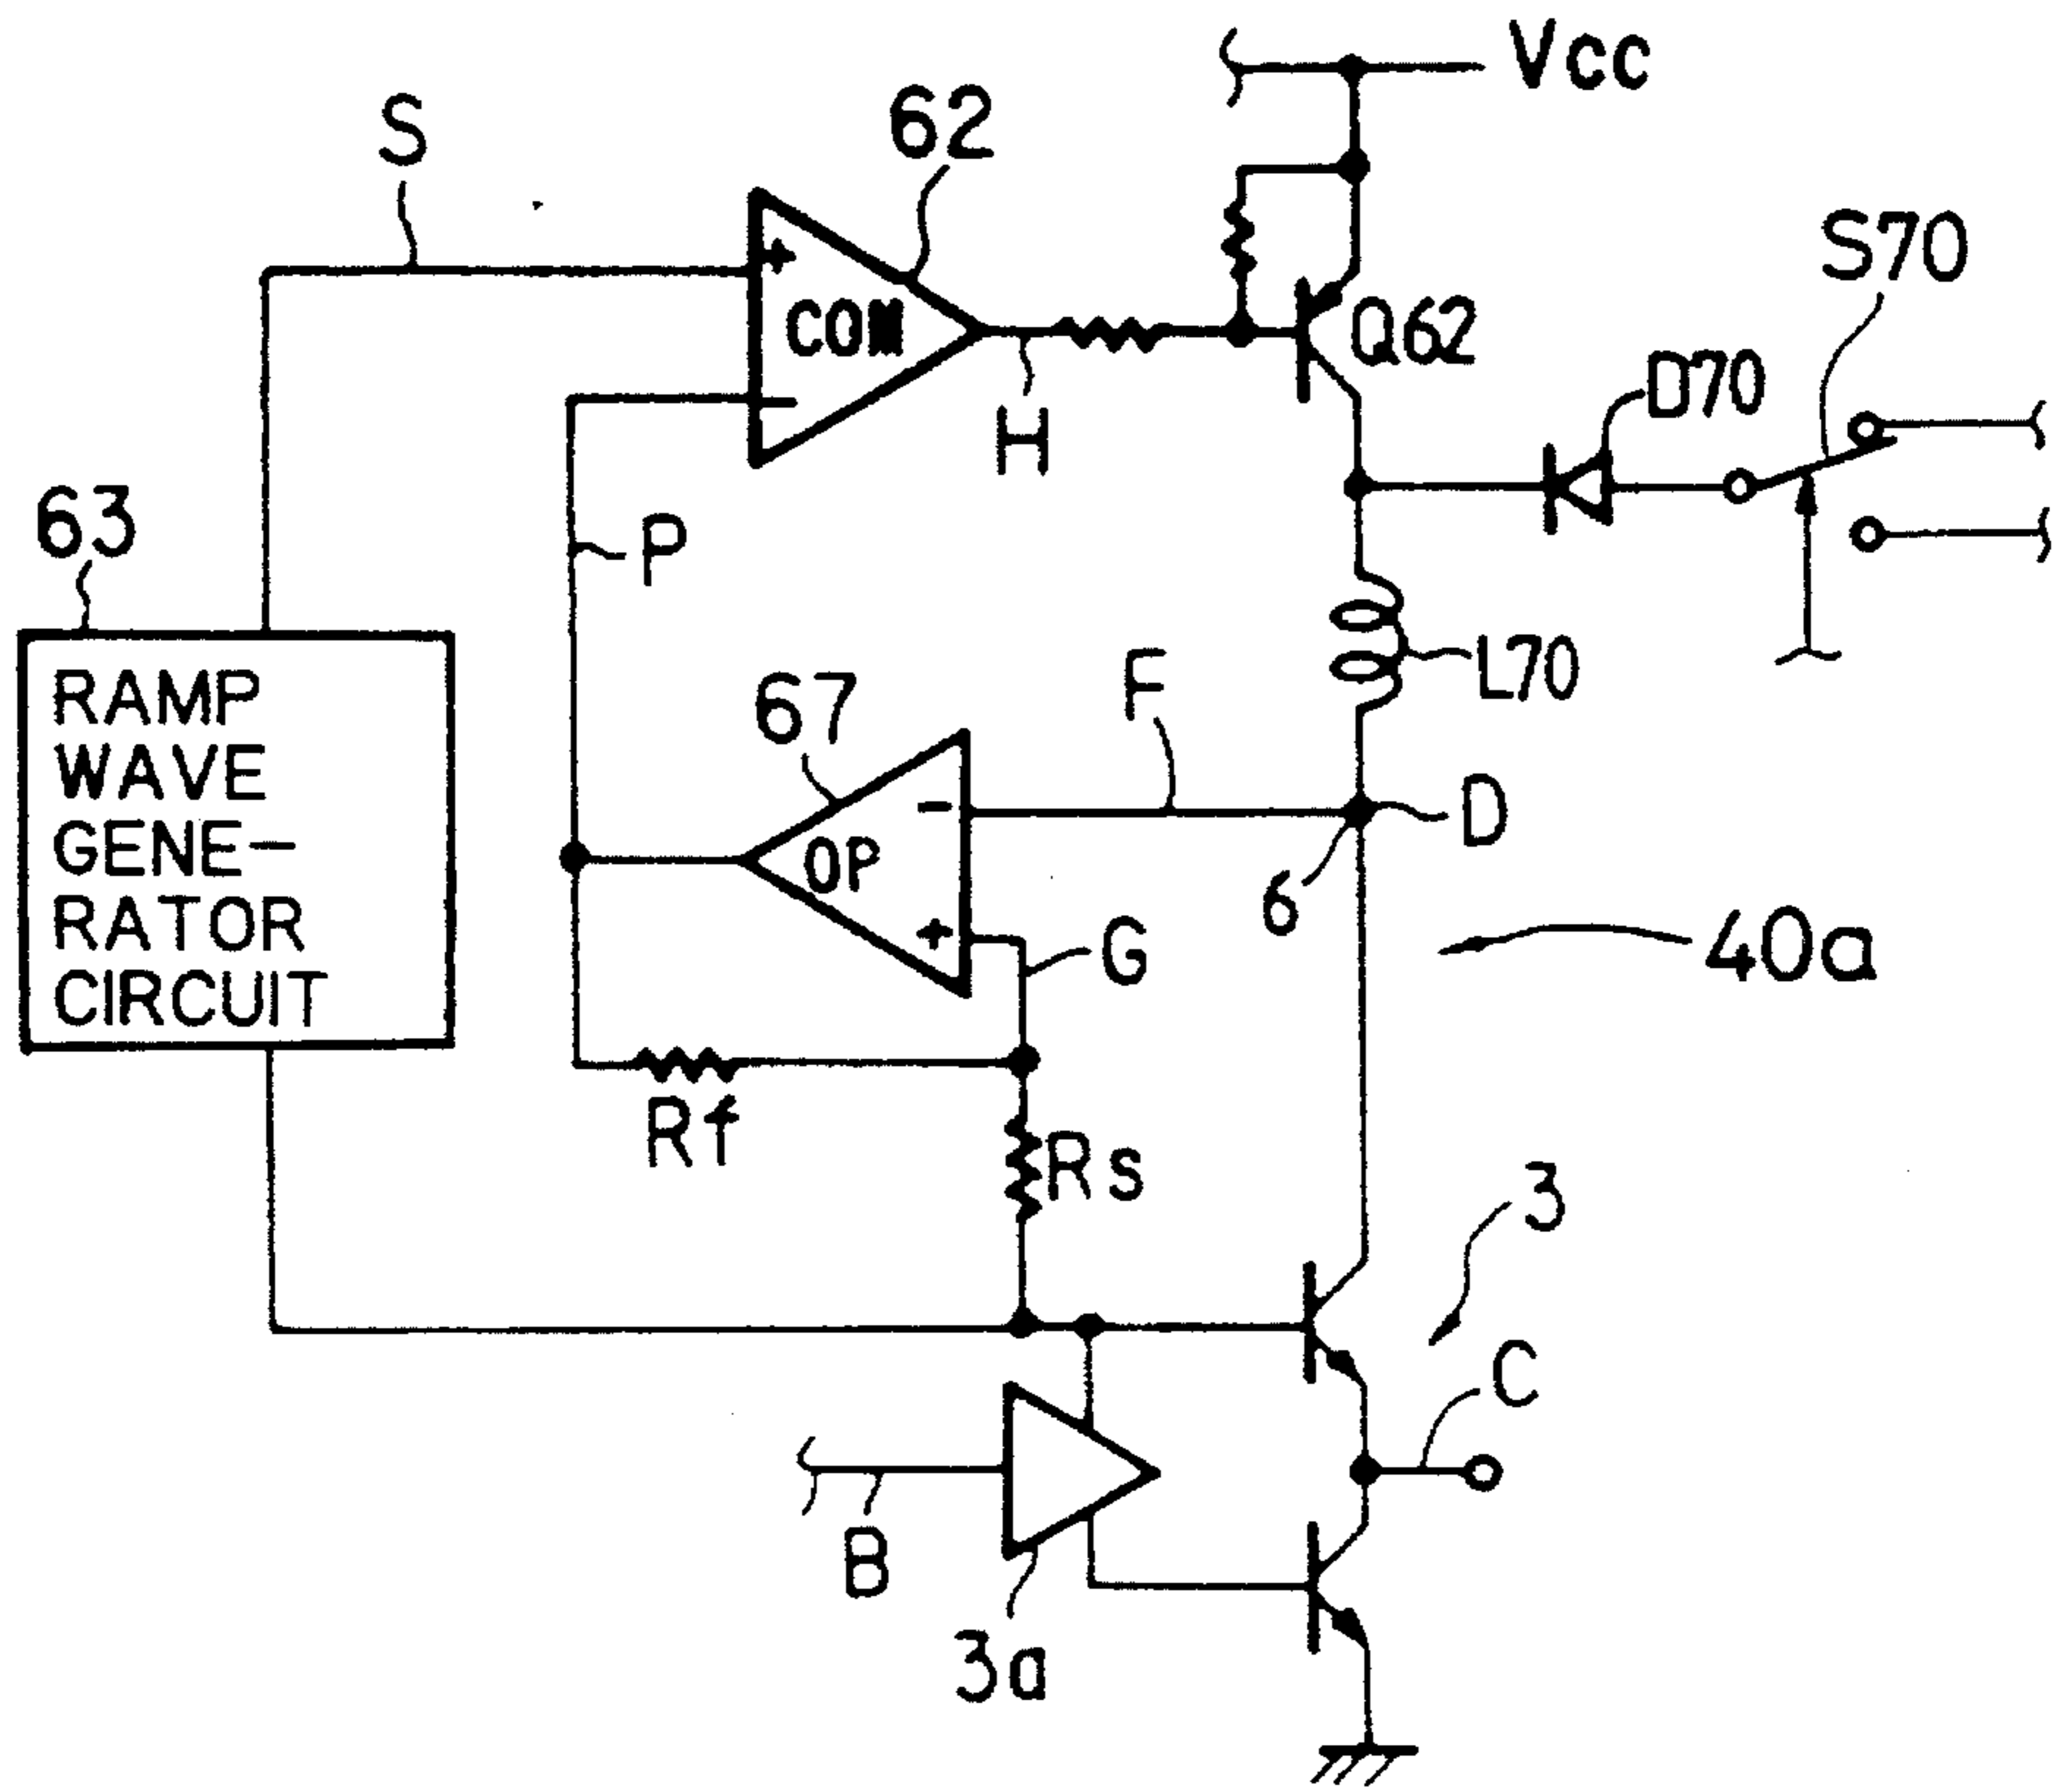 Vcc
S
62
+
COM
-
H
Q62
S70
D70
63
P
RAMP
WAVE
GENE-
RATOR
CIRCUIT
L70
67
F
-
OP
+
D
6
G
40a
Rf
Rs
3
C
B
3a